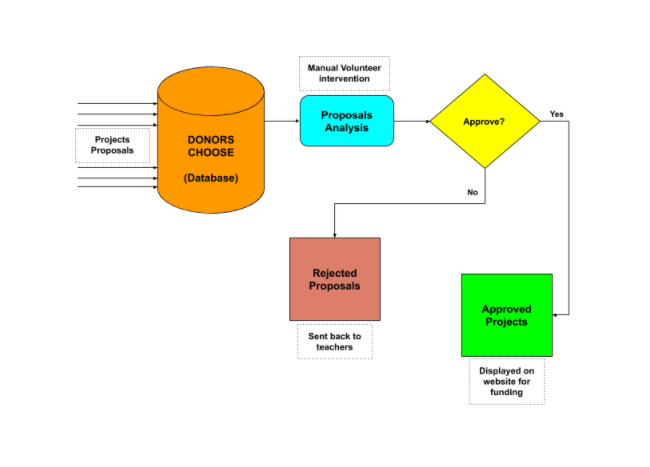 Manual Volunteer
intervention
Projects
Proposals
DONORS
CHOOSE
(Database)
Proposals
Analysis
Approve?
Yes
No
Rejected
Proposals
Sent back to
teachers
Approved
Projects
Displayed on
website for
funding